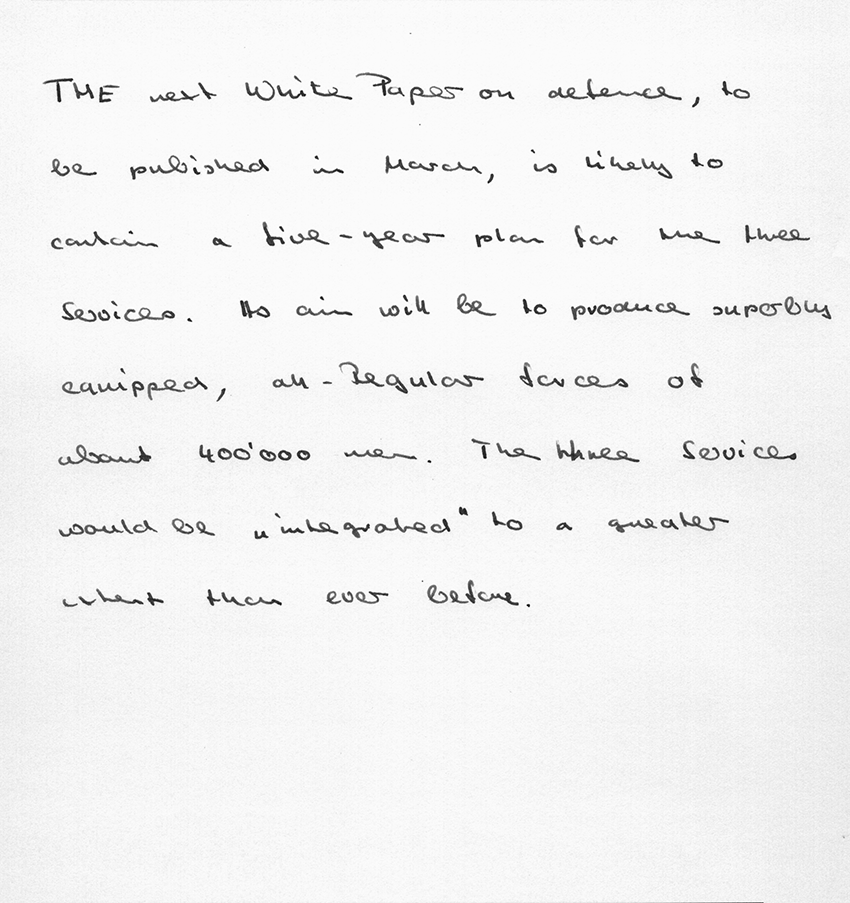 THE next White Paper on defence, to
be pubished in March, is likely to
contain a five-year plan for the three
Services. Its aim will be to produce superbly
equipped, all-Regular forces of
about 400'000 men. The three Services
would be „integrated" to a greater
extent than ever before.